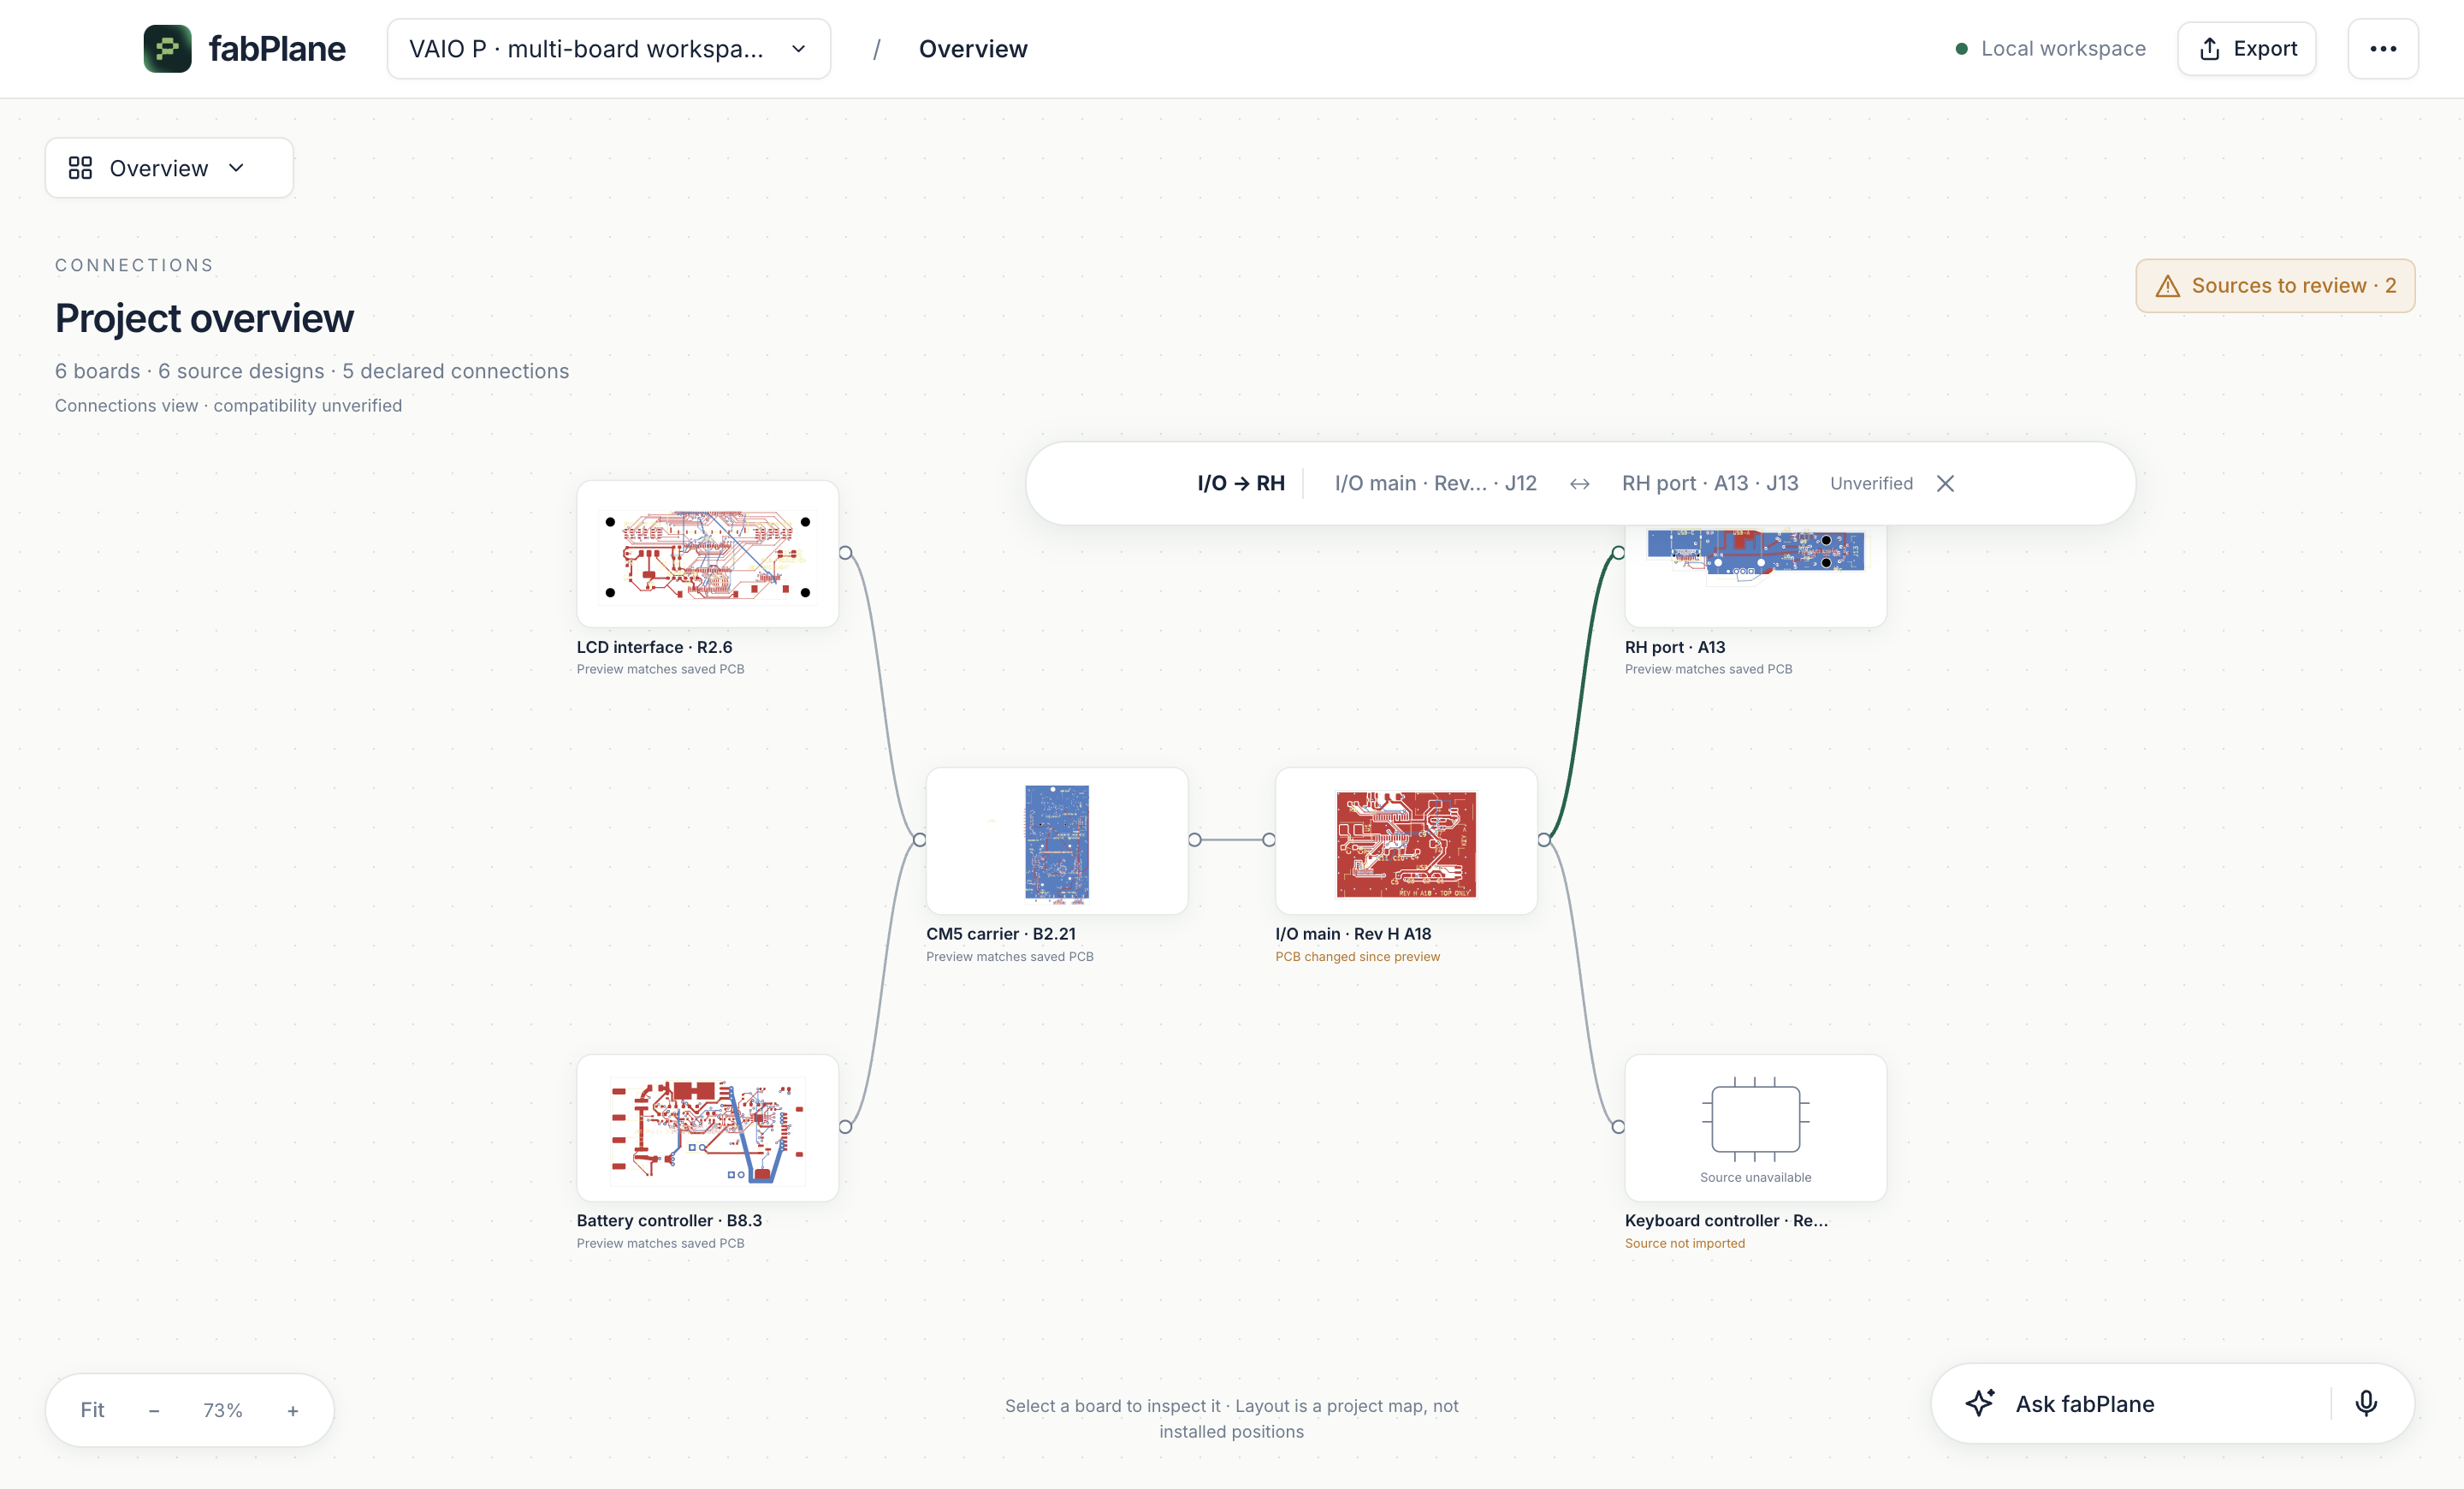 fabPlane
VAIO P · multi-board workspa...
/
Overview
Local workspace
Export
Overview
CONNECTIONS
Project overview
6 boards · 6 source designs · 5 declared connections
Connections view · compatibility unverified
Sources to review · 2
I/O → RH
I/O main · Rev... · J12 ↔ RH port · A13 · J13
Unverified
LCD interface · R2.6
Preview matches saved PCB
RH port · A13
Preview matches saved PCB
REV H A18 · TOP ONLY
CM5 carrier · B2.21
Preview matches saved PCB
I/O main · Rev H A18
PCB changed since preview
Source unavailable
Battery controller · B8.3
Preview matches saved PCB
Keyboard controller · Re...
Source not imported
Fit − 73% +
Select a board to inspect it · Layout is a project map, not
installed positions
Ask fabPlane